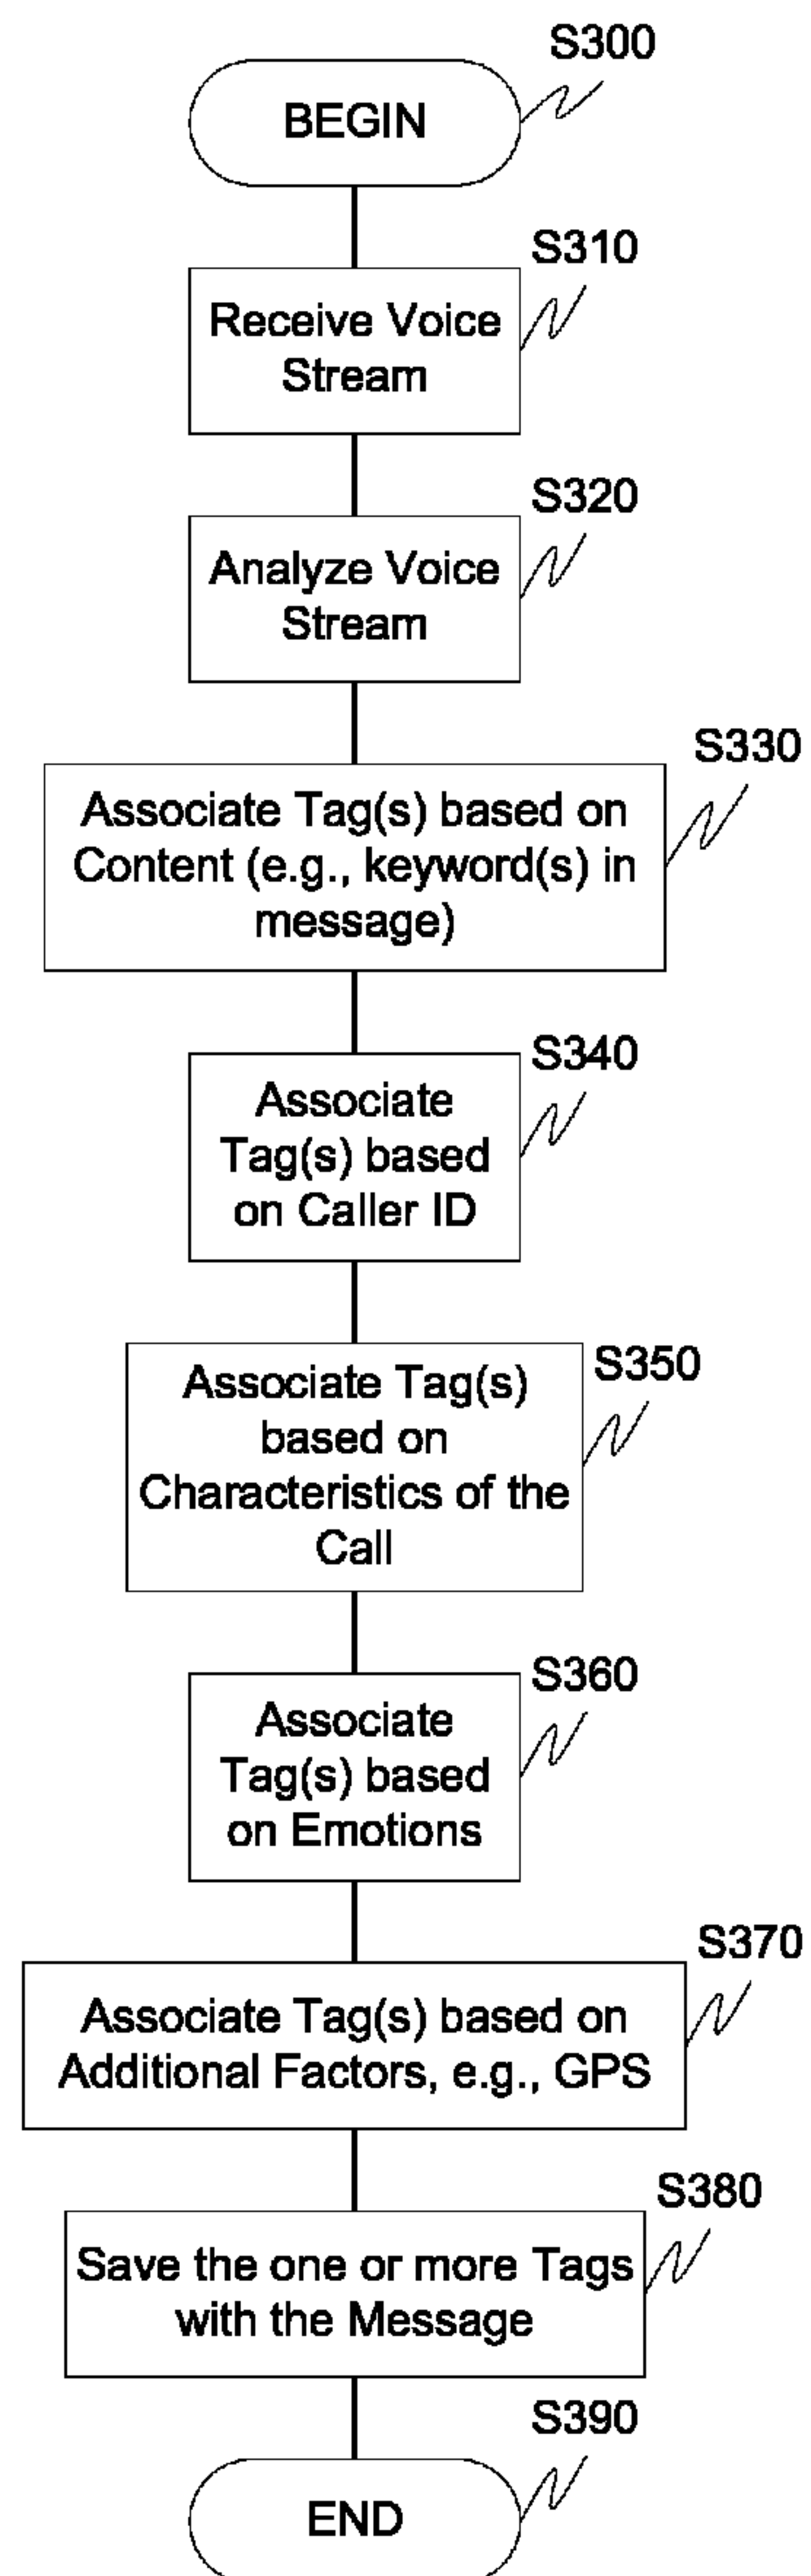 S300
BEGIN
S310
Receive Voice
Stream
S320
Analyze Voice
Stream
S330
Associate Tag(s) based on
Content (e.g., keyword(s) in
message)
S340
Associate
Tag(s) based
on Caller ID
S350
Associate Tag(s)
based on
Characteristics of the
Call
S360
Associate
Tag(s) based
on Emotions
S370
Associate Tag(s) based on
Additional Factors, e.g., GPS
S380
Save the one or more Tags
with the Message
S390
END